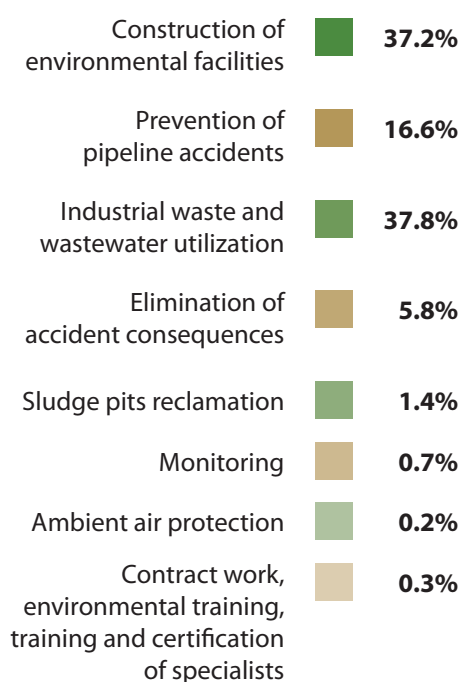 Construction of
environmental facilities
37.2%
Prevention of
pipeline accidents
16.6%
Industrial waste and
wastewater utilization
37.8%
Elimination of
accident consequences
5.8%
Sludge pits reclamation
1.4%
Monitoring
0.7%
Ambient air protection
0.2%
Contract work,
environmental training,
training and certification
of specialists
0.3%